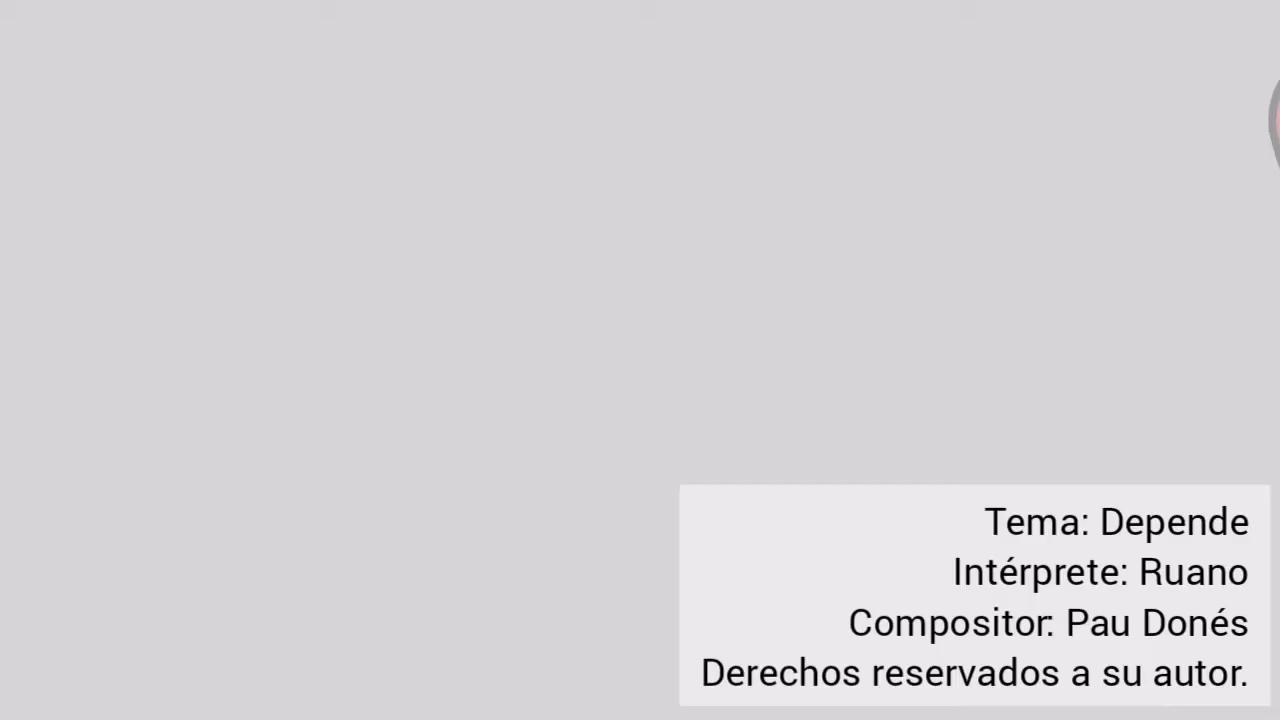 Tema: Depende
Intérprete: Ruano
Compositor: Pau Donés
Derechos reservados a su autor.